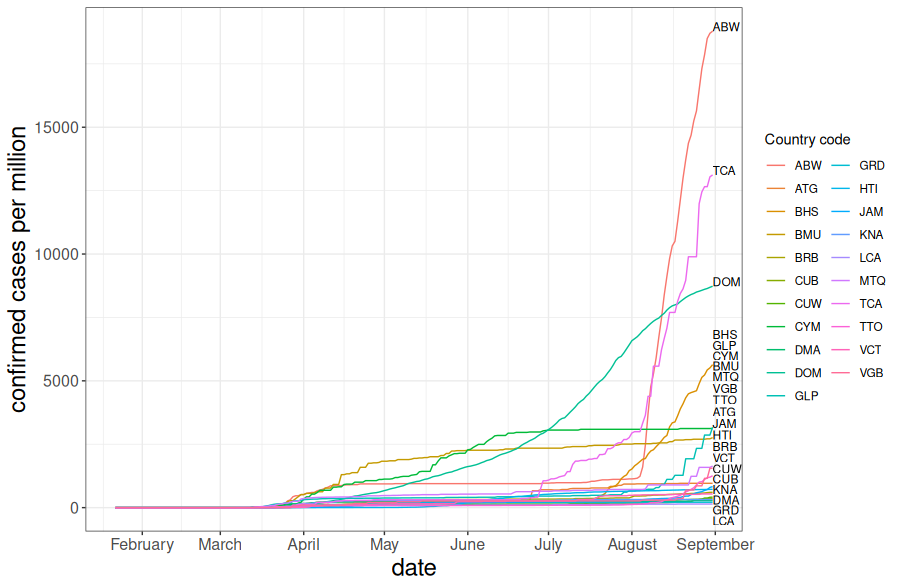 confirmed cases per million
15000
10000
5000
0
February March April May June July August September
date
ABW
TCA
DOM
BHS
GLP
CYM
BMU
MTQ
VGB
TTO
ATG
JAM
HTI
BRB
VCT
CUW
CUB
KNA
DMA
GRD
LCA
Country code
ABW GRD
ATG HTI
BHS JAM
BMU KNA
BRB LCA
CUB MTQ
CUW TCA
CYM TTO
DMA VCT
DOM VGB
GLP